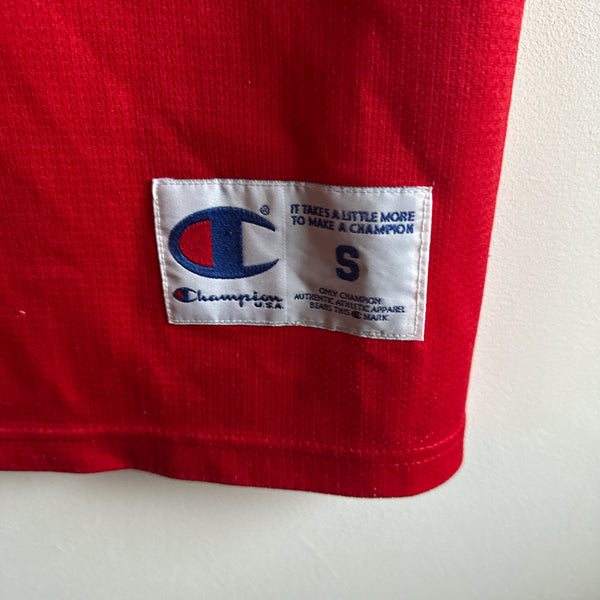 ®
Champion
U.S.A.
IT TAKES A LITTLE MORE
TO MAKE A CHAMPION
S
ONLY CHAMPION
AUTHENTIC ATHLETIC APPAREL
BEARS THIS C MARK